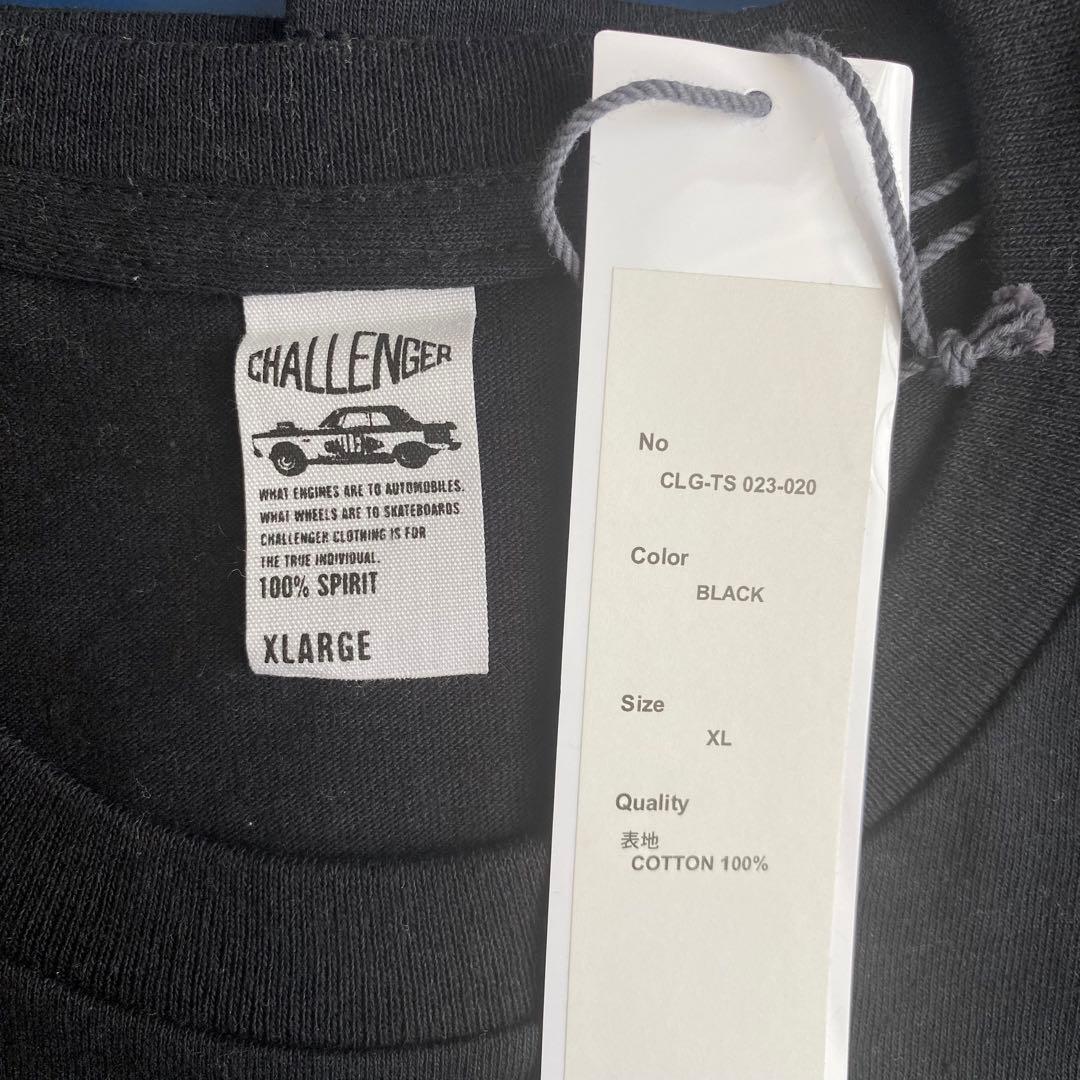 CHALLENGER
WHAT ENGINES ARE TO AUTOMOBILES.
WHAT WHEELS ARE TO SKATEBOARDS
CHALLENGER CLOTHING IS FOR
THE TRUE INDIVIDUAL.
100% SPIRIT
XLARGE
No
CLG-TS 023-020
Color
BLACK
Size
XL
Quality
表地
COTTON 100%